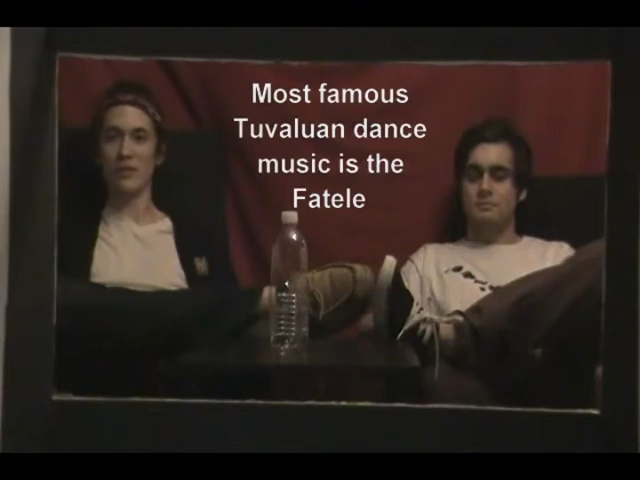 Most famous
Tuvaluan dance
music is the
Fatele